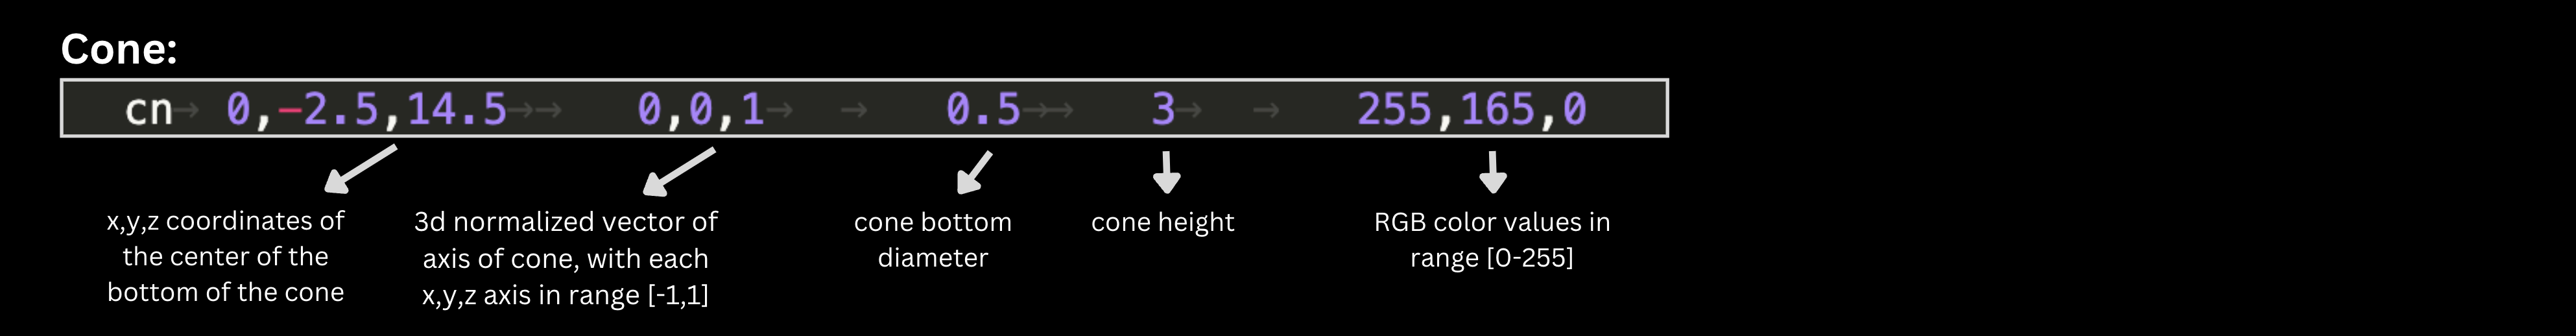 Cone:
cn→ 0,-2.5,14.5→→ 0,0,1→ → 0.5→→ 3→ → 255,165,0
x,y,z coordinates of
the center of the
bottom of the cone
3d normalized vector of
axis of cone, with each
x,y,z axis in range [-1,1]
cone bottom
diameter
cone height
RGB color values in
range [0-255]